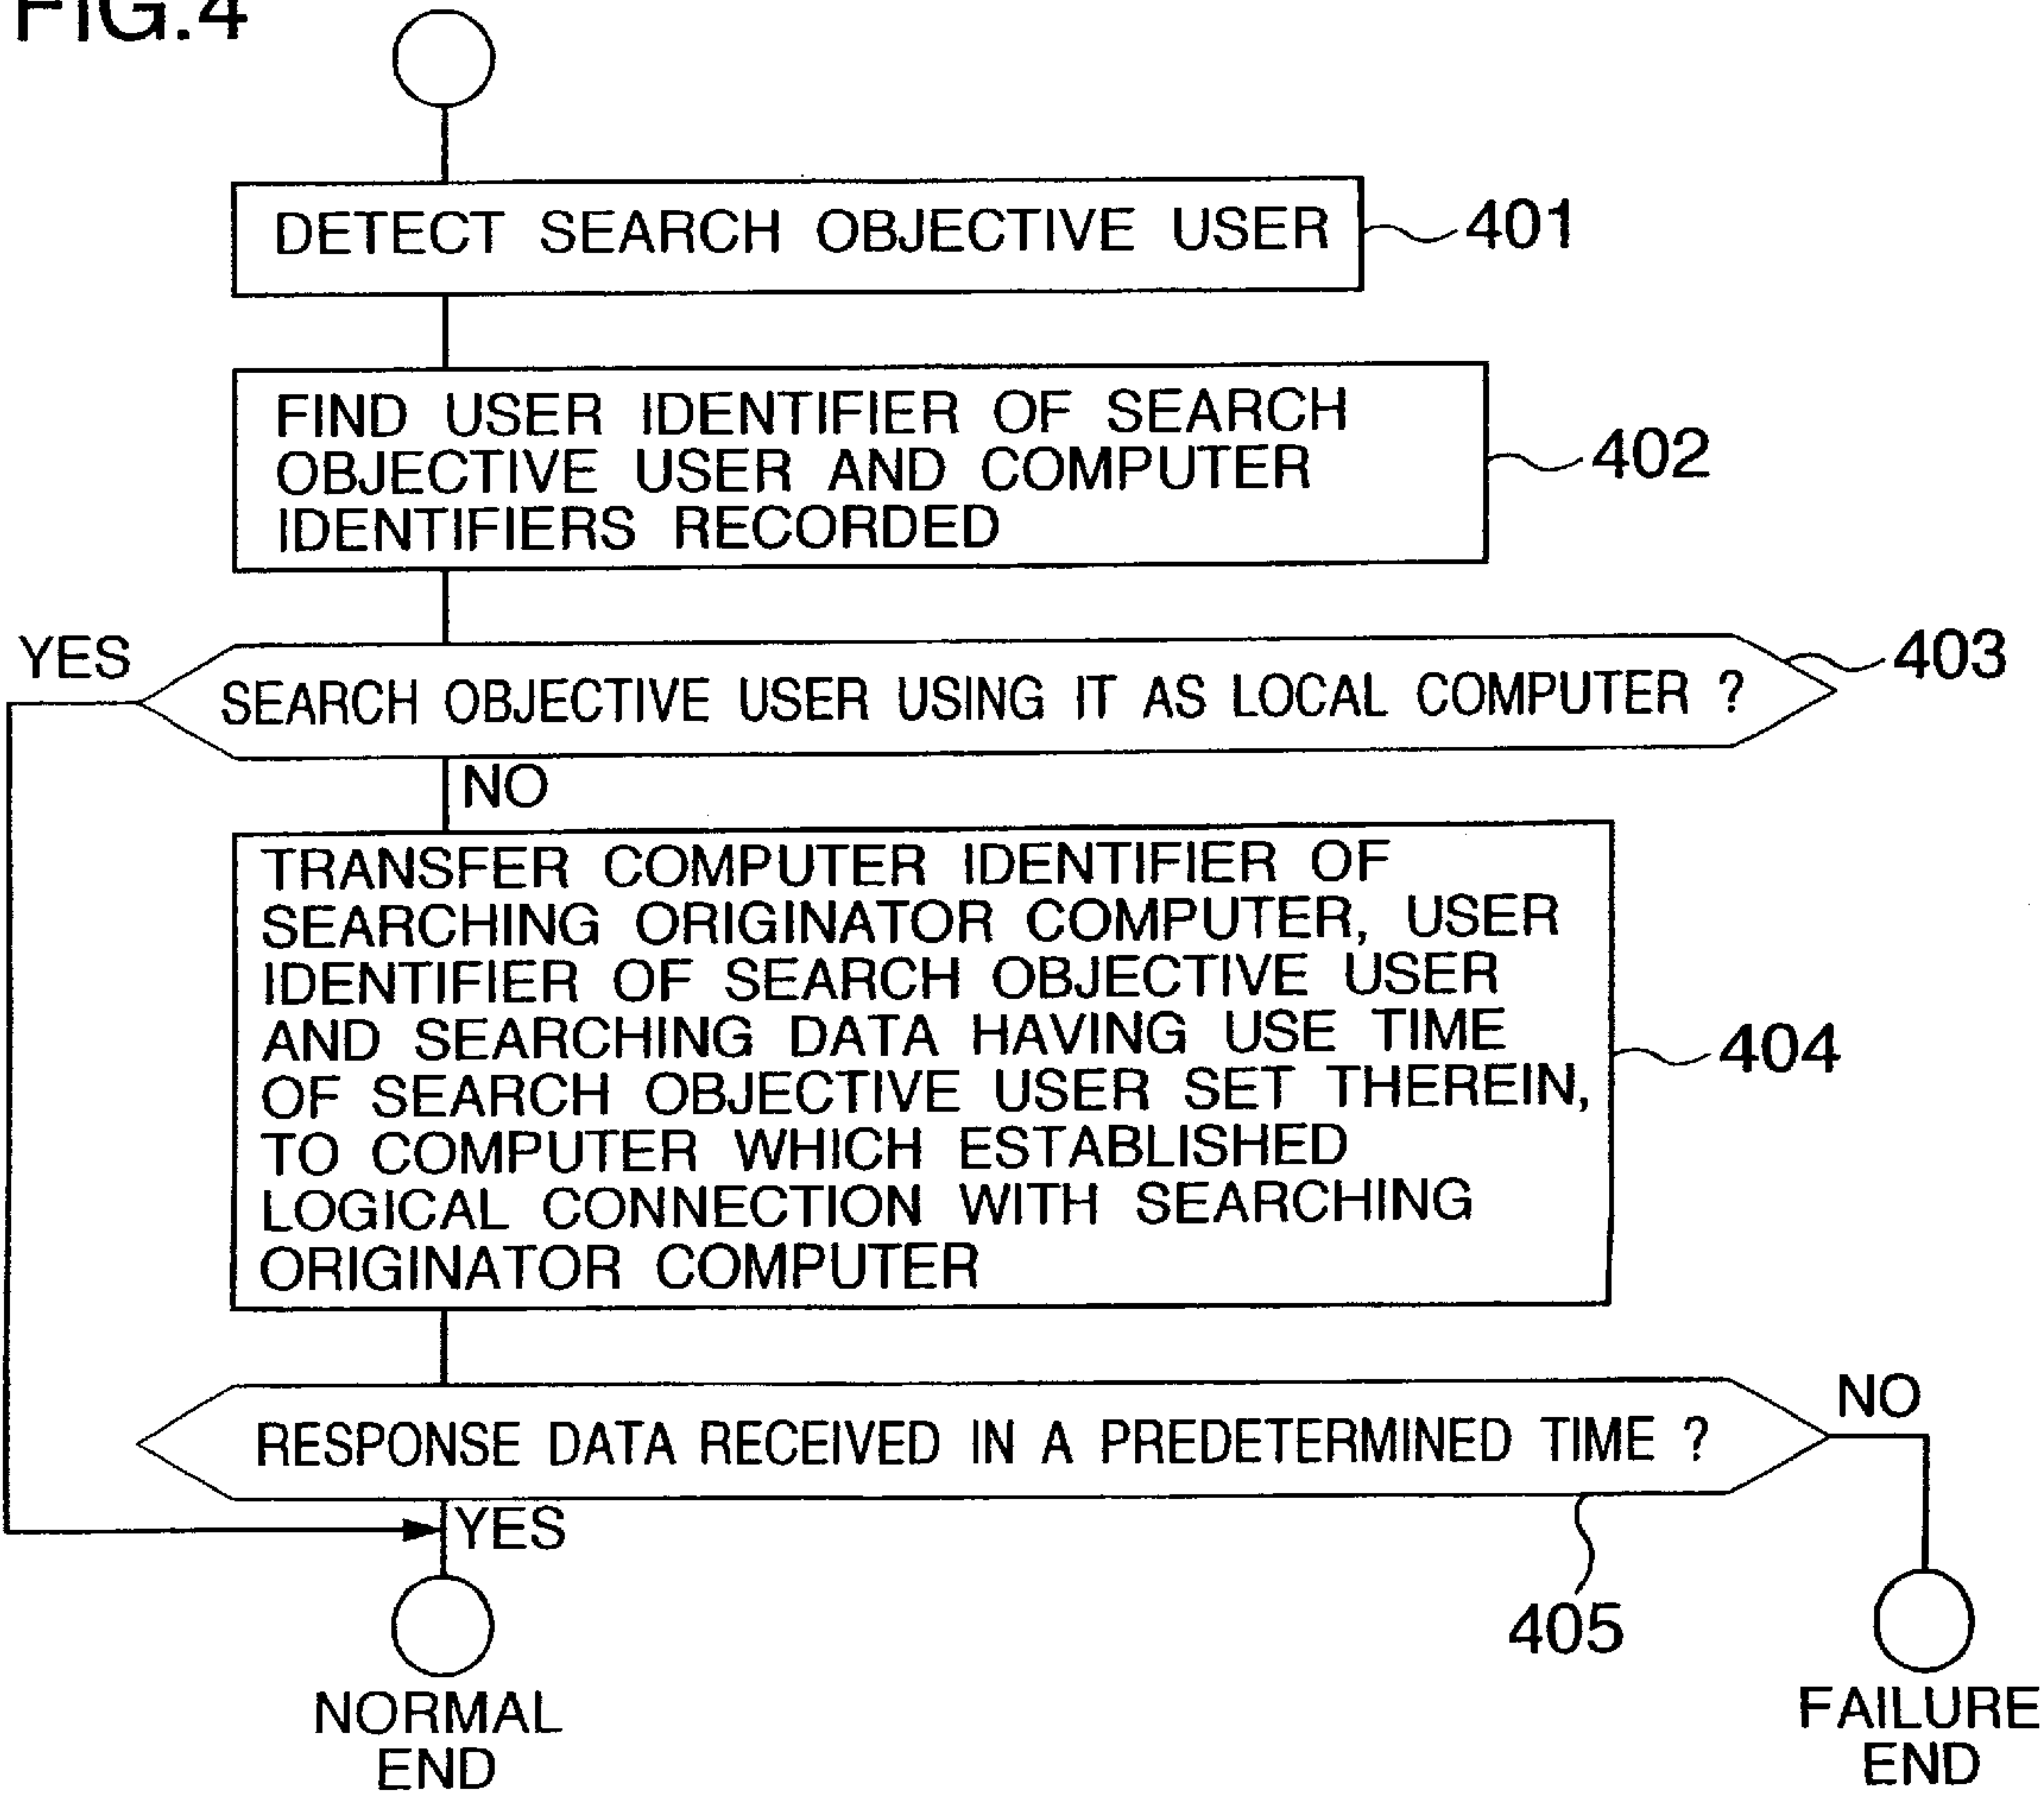 FIG.4
DETECT SEARCH OBJECTIVE USER
401
FIND USER IDENTIFIER OF SEARCH
OBJECTIVE USER AND COMPUTER
IDENTIFIERS RECORDED
402
YES
403
SEARCH OBJECTIVE USER USING IT AS LOCAL COMPUTER ?
NO
TRANSFER COMPUTER IDENTIFIER OF
SEARCHING ORIGINATOR COMPUTER, USER
IDENTIFIER OF SEARCH OBJECTIVE USER
AND SEARCHING DATA HAVING USE TIME
OF SEARCH OBJECTIVE USER SET THEREIN,
TO COMPUTER WHICH ESTABLISHED
LOGICAL CONNECTION WITH SEARCHING
ORIGINATOR COMPUTER
404
RESPONSE DATA RECEIVED IN A PREDETERMINED TIME ?
NO
YES
405
NORMAL
END
FAILURE
END